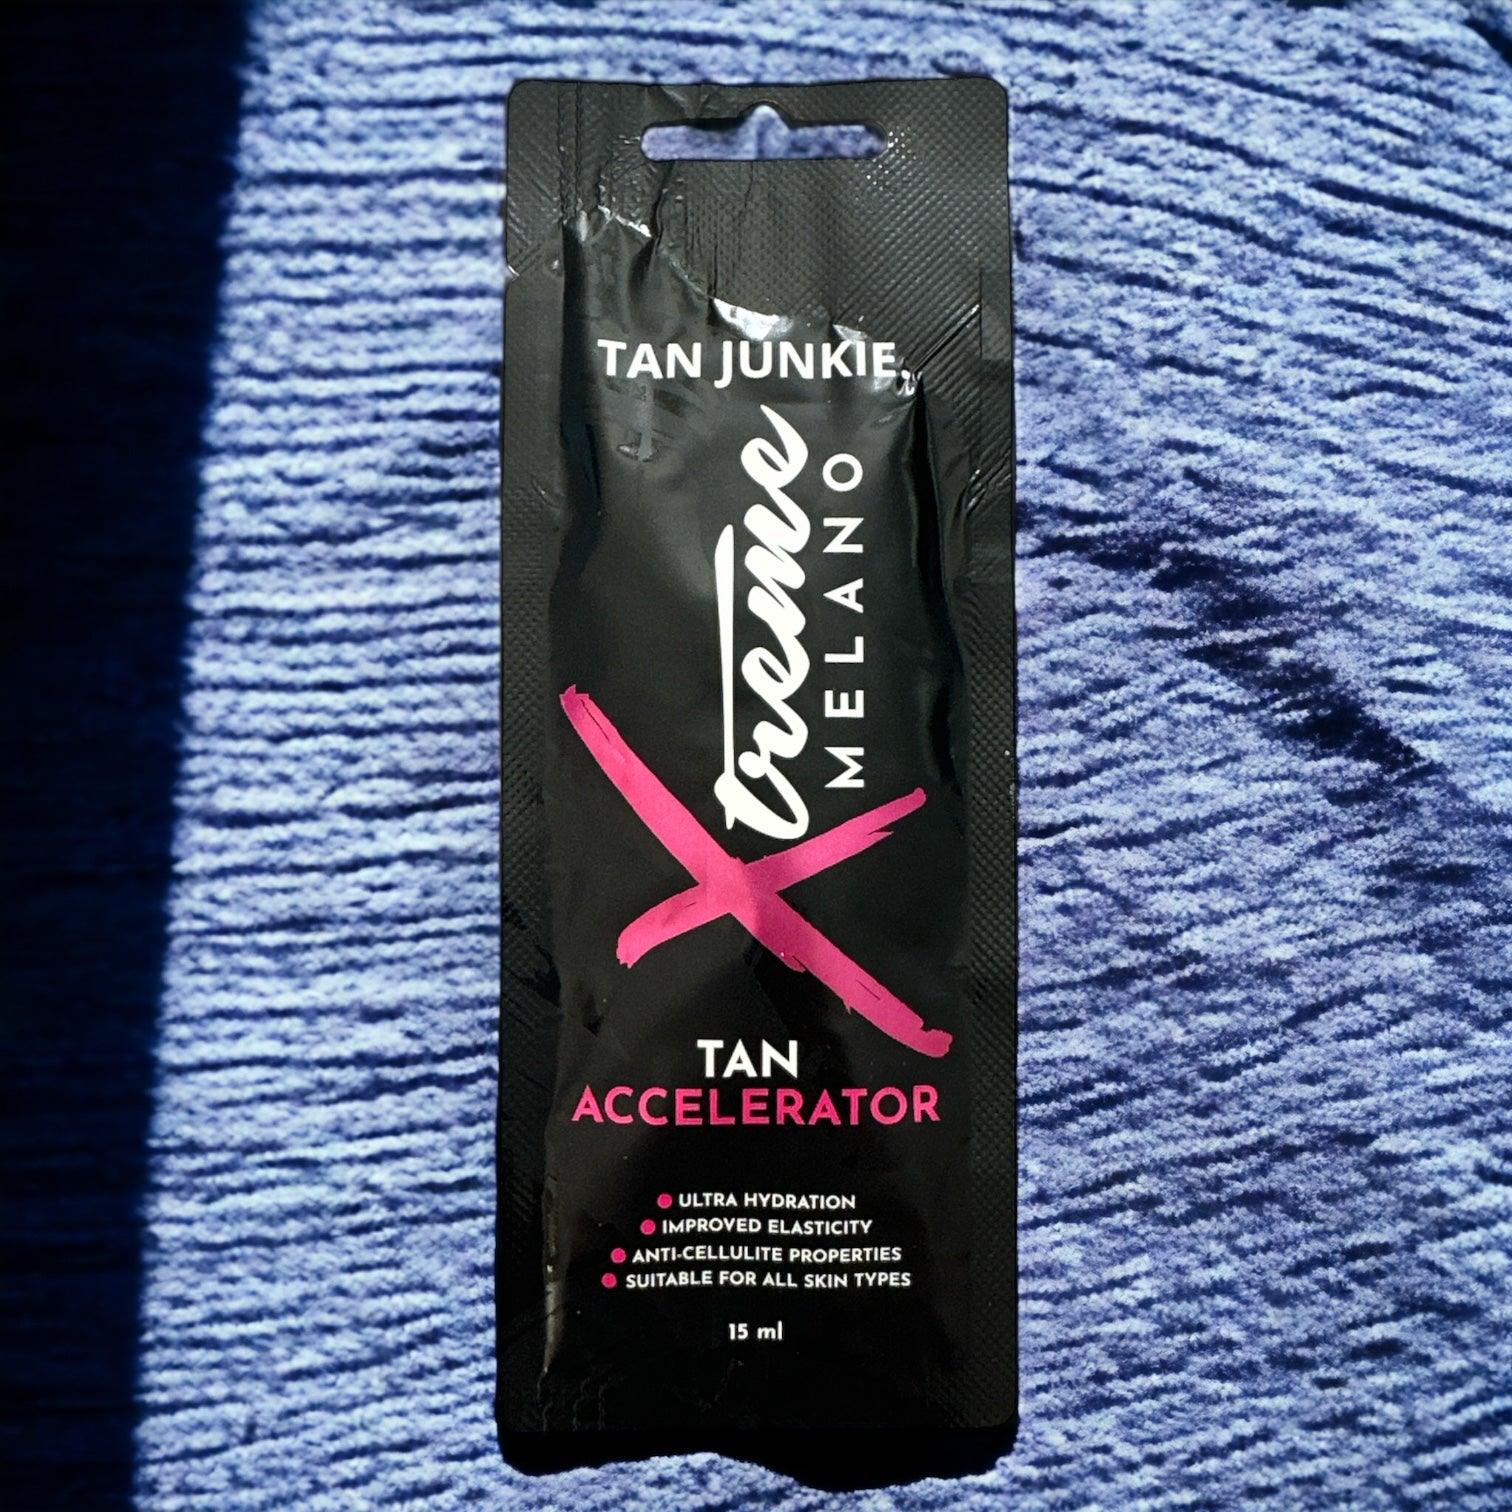 TAN JUNKIE.
Xtreme
MELANO
TAN
ACCELERATOR
ULTRA HYDRATION
IMPROVED ELASTICITY
ANTI-CELLULITE PROPERTIES
SUITABLE FOR ALL SKIN TYPES
15 ml